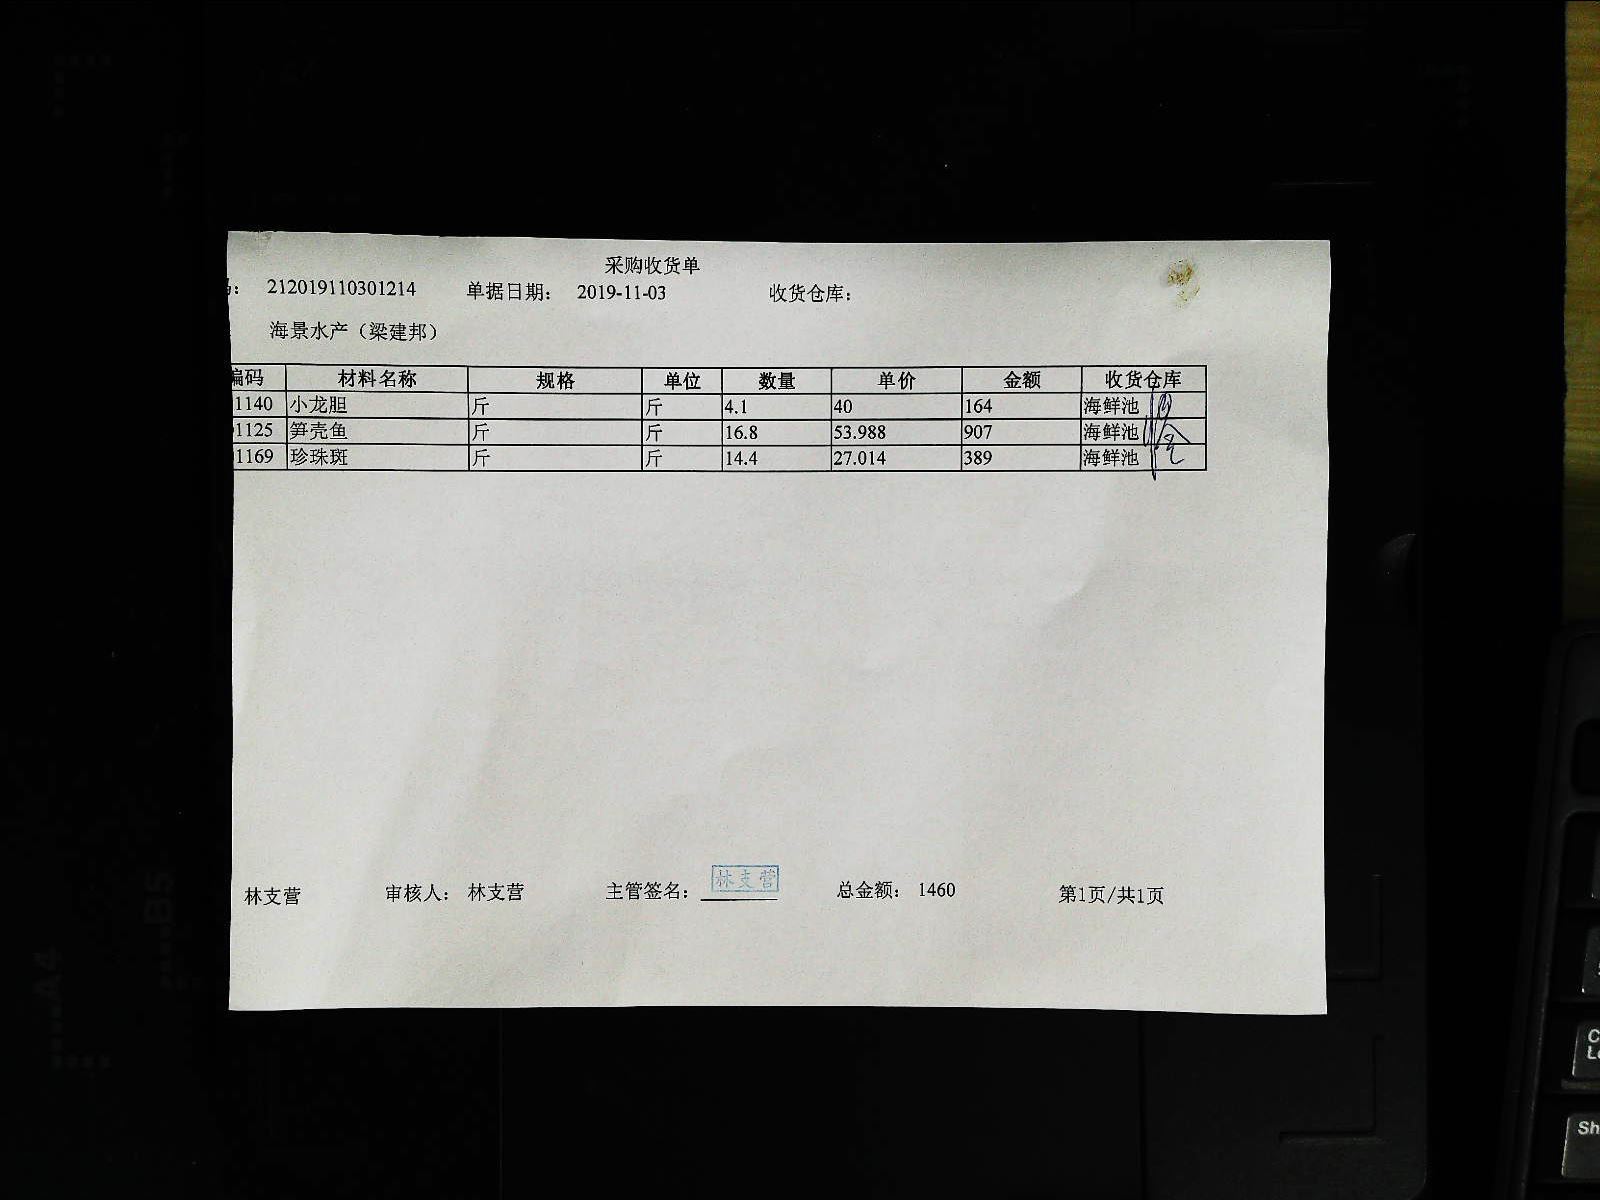 采购收货单
212019110301214 单据日期： 2019-11-03 收货仓库：
海景水产（梁建邦）
编码 材料名称 规格 单位 数量 单价 金额 收货仓库
1140 小龙胆 斤 斤 4.1 40 164 海鲜池
1125 笋壳鱼 斤 斤 16.8 53.988 907 海鲜池
1169 珍珠斑 斤 斤 14.4 27.014 389 海鲜池
林支营 审核人： 林支营 主管签名： 林支营 总金额： 1460 第1页/共1页
A4
B5
Sh